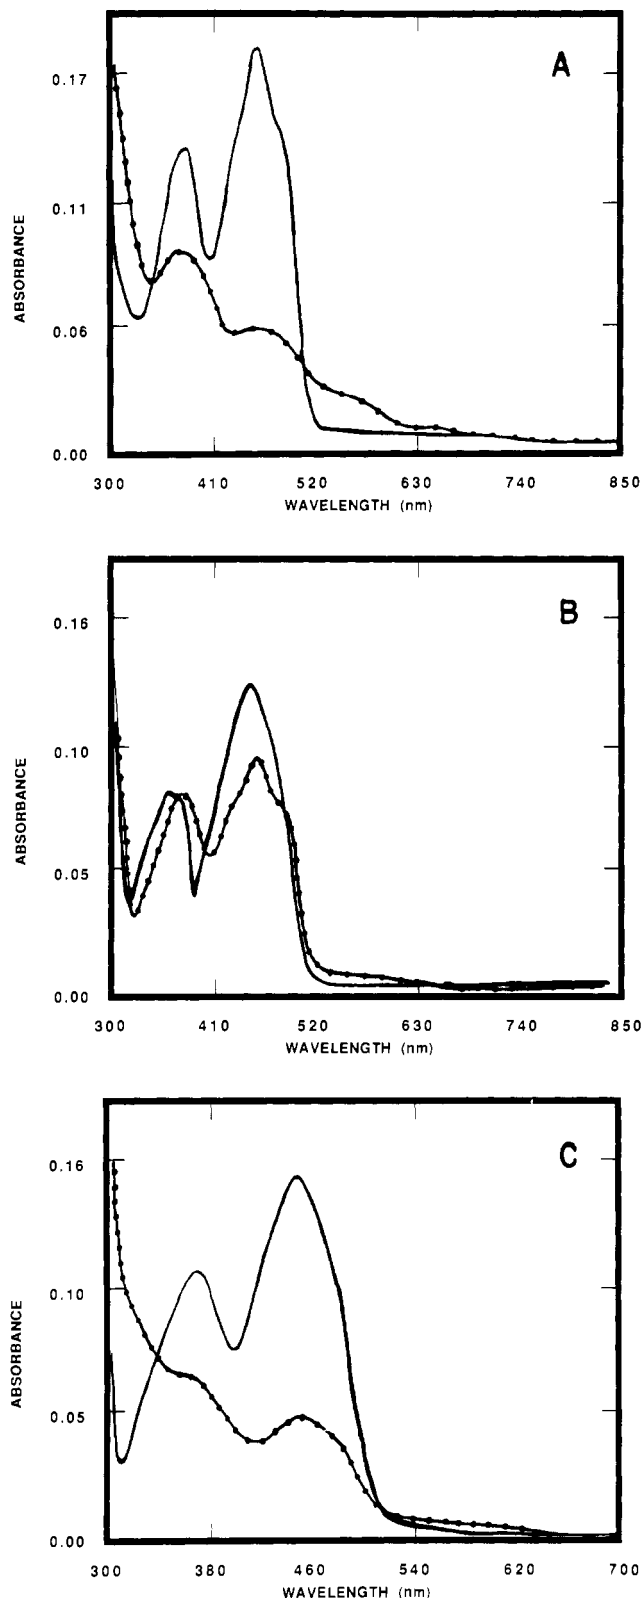 A
0.17
0.11
0.06
0.00
ABSORBANCE
300 410 520 630 740 850
WAVELENGTH (nm)
B
0.16
0.10
0.05
0.00
ABSORBANCE
300 410 520 630 740 850
WAVELENGTH (nm)
C
0.16
0.10
0.05
0.00
ABSORBANCE
300 380 460 540 620 700
WAVELENGTH (nm)